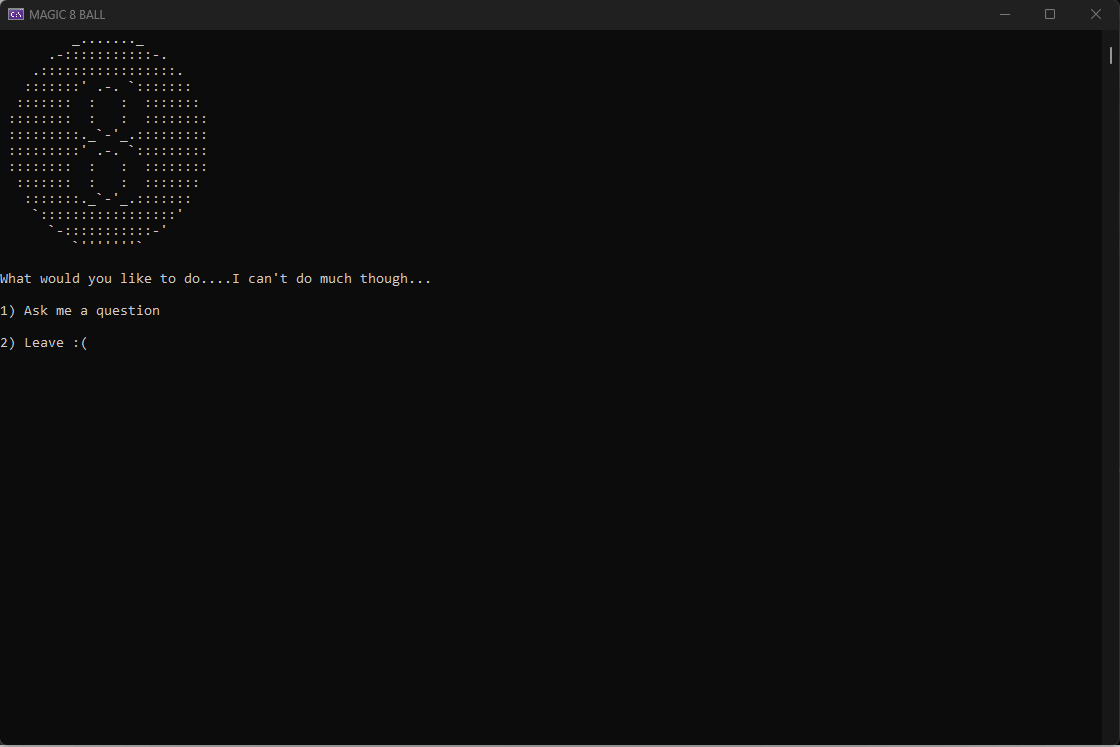 MAGIC 8 BALL
What would you like to do....I can't do much though...
1) Ask me a question
2) Leave :(